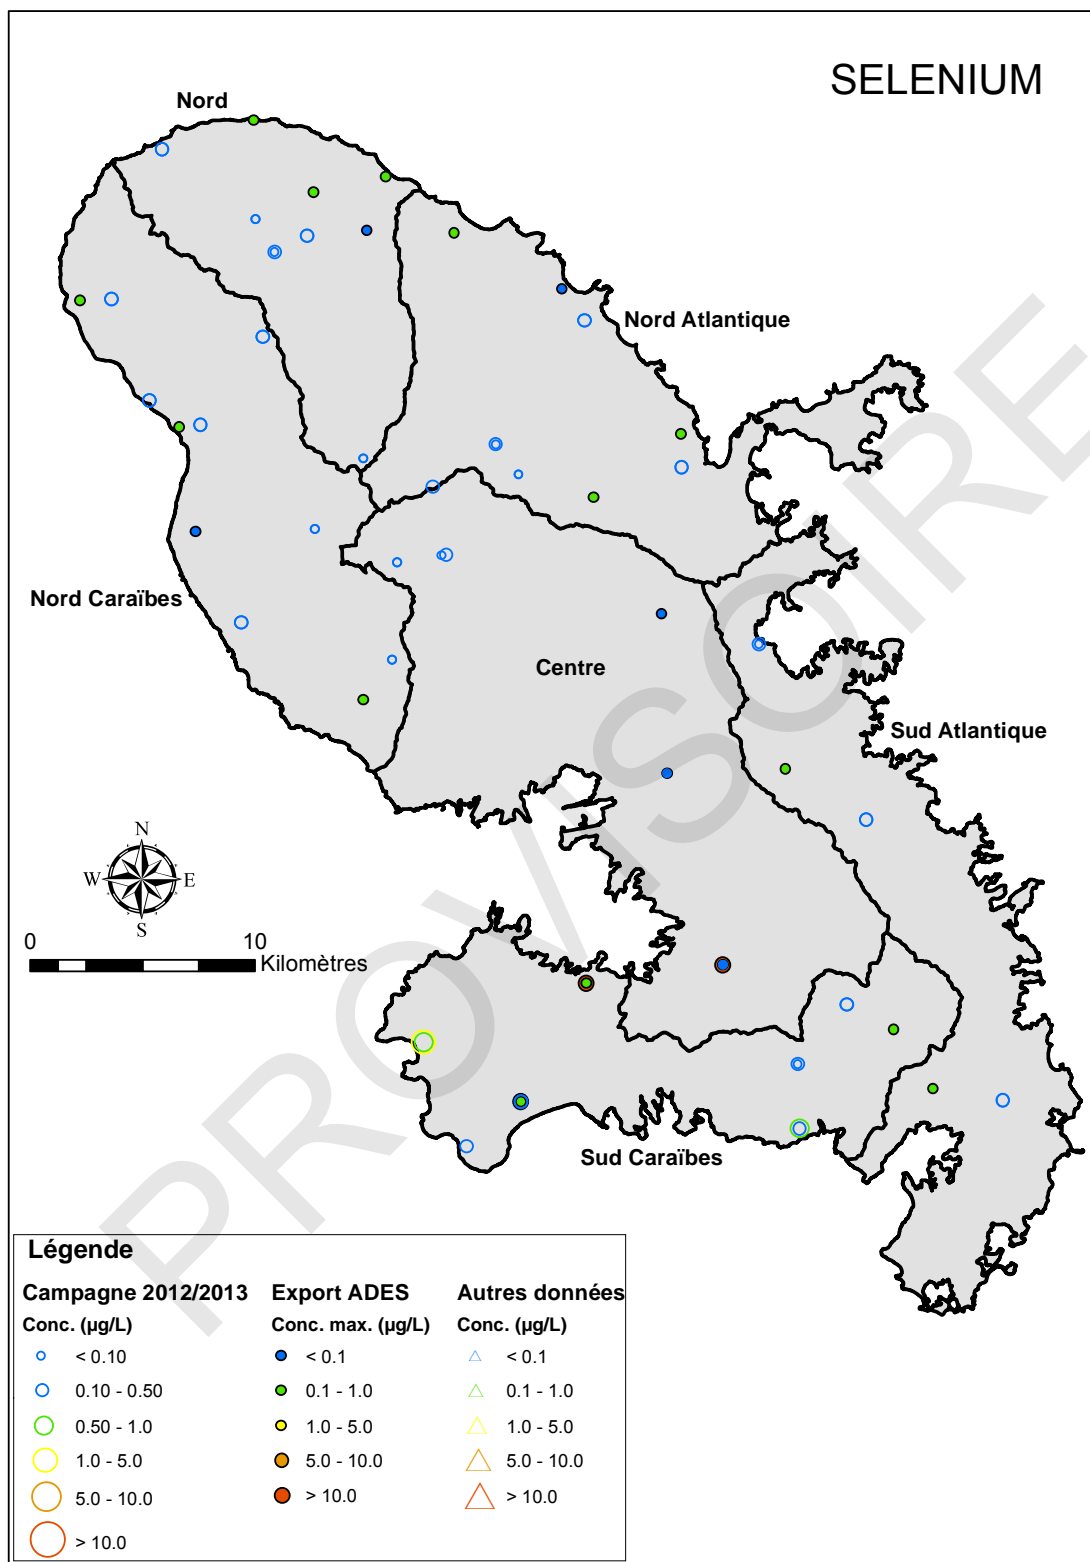 SELENIUM
Nord
Nord Atlantique
Nord Caraïbes
Centre
Sud Atlantique
N
W E
S
0 10
Kilomètres
Sud Caraïbes
PROVISOIRE
Légende
Campagne 2012/2013 Export ADES Autres données
Conc. (µg/L) Conc. max. (µg/L) Conc. (µg/L)
< 0.10 < 0.1 < 0.1
0.10 - 0.50 0.1 - 1.0 0.1 - 1.0
0.50 - 1.0 1.0 - 5.0 1.0 - 5.0
1.0 - 5.0 5.0 - 10.0 5.0 - 10.0
5.0 - 10.0 > 10.0 > 10.0
> 10.0